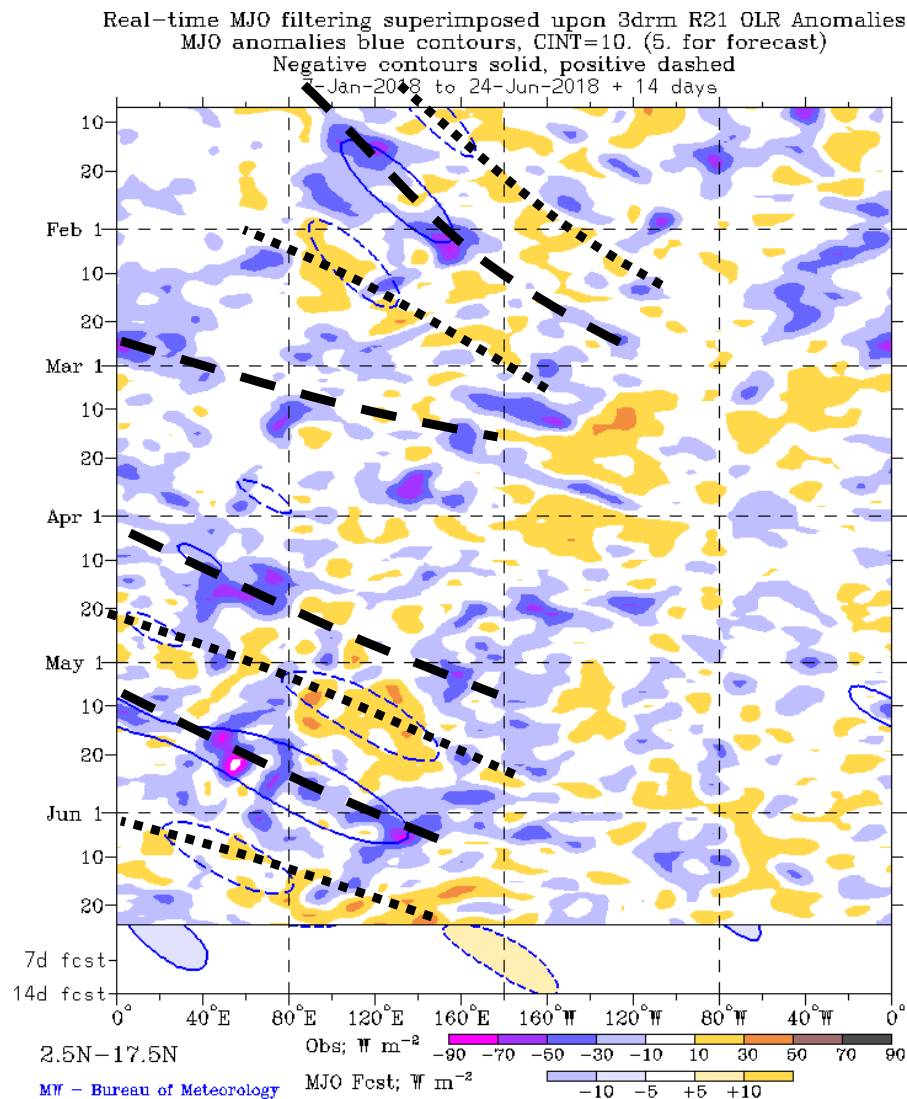 Real-time MJO filtering superimposed upon 3drm R21 OLR Anomalies
MJO anomalies blue contours, CINT=10. (5. for forecast)
Negative contours solid, positive dashed
7-Jan-2018 to 24-Jun-2018 + 14 days
10
20
Feb 1
10
20
Mar 1
10
20
Apr 1
10
20
May 1
10
20
Jun 1
10
20
7d fcst
14d fcst
0° 40°E 80°E 120°E 160°E 160°W 120°W 80°W 40°W 0°
2.5N-17.5N
Obs; W m-2
-90 -70 -50 -30 -10 10 30 50 70 90
MJO Fcst; W m-2
-10 -5 +5 +10
MW - Bureau of Meteorology